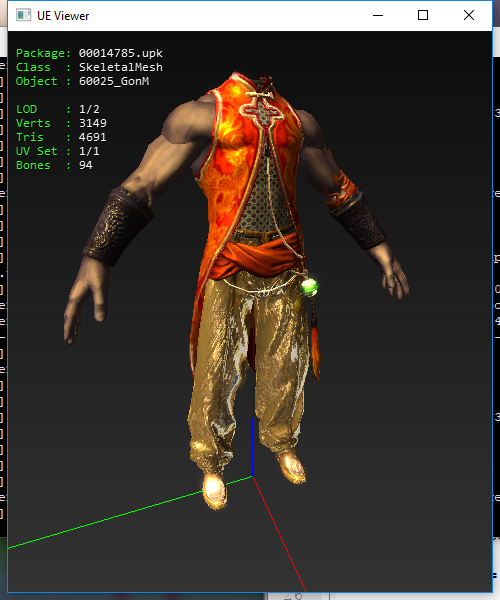 UE Viewer
Package: 00014785.upk
Class  : SkeletalMesh
Object : 60025_GonM
LOD    : 1/2
Verts  : 3149
Tris   : 4691
UV Set : 1/1
Bones  : 94